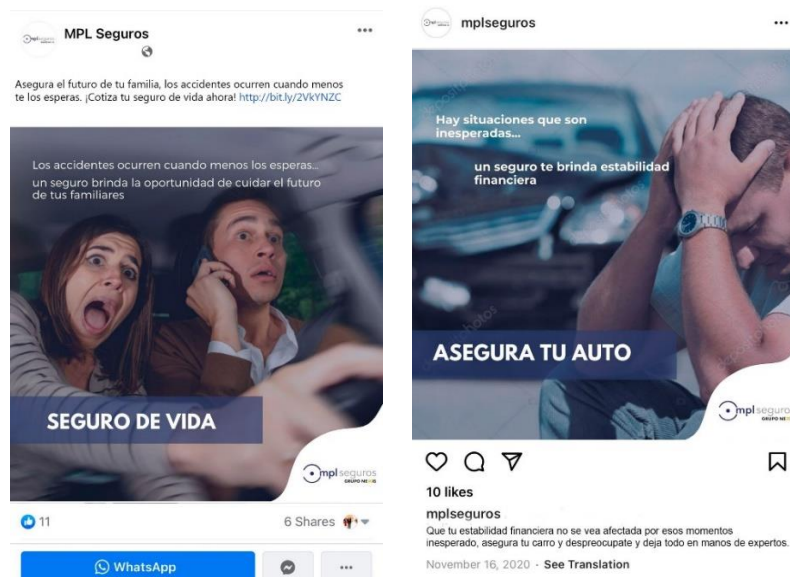 MPL Seguros
Asegura el futuro de tu familia, los accidentes ocurren cuando menos
te los esperas. ¡Cotiza tu seguro de vida ahora! http://bit.ly/2VkYNZC
Los accidentes ocurren cuando menos los esperas...
un seguro brinda la oportunidad de cuidar el futuro
de tus familiares
SEGURO DE VIDA
mpl seguros
GRUPO
11
6 Shares
WhatsApp
mplseguros
Hay situaciones que son
inesperadas...
un seguro te brinda estabilidad
financiera
ASEGURA TU AUTO
mpl seguro
GRUPO
10 likes
mplseguros
Que tu estabilidad financiera no se vea afectada por esos momentos
inesperado, asegura tu carro y despreocupate y deja todo en manos de expertos.
November 16, 2020 · See Translation